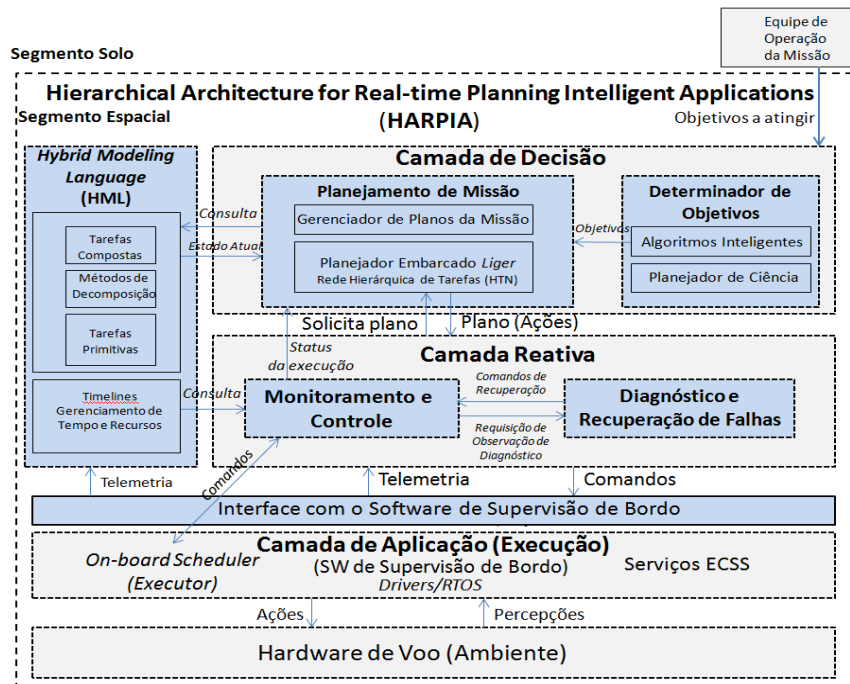 Equipe de
Operação
da Missão
Segmento Solo
Hierarchical Architecture for Real-time Planning Intelligent Applications
(HARPIA)
Segmento Espacial
Objetivos a atingir
Hybrid Modeling
Language
(HML)
Tarefas
Compostas
Métodos de
Decomposição
Tarefas
Primitivas
Timelines
Gerenciamento de
Tempo e Recursos
Consulta
Estado Atual
Consulta
Camada de Decisão
Planejamento de Missão
Gerenciador de Planos da Missão
Planejador Embarcado Liger
Rede Hierárquica de Tarefas (HTN)
Objetivos
Determinador de
Objetivos
Algoritmos Inteligentes
Planejador de Ciência
Solicita plano
Plano (Ações)
Status
da execução
Camada Reativa
Monitoramento e
Controle
Comandos de
Recuperação
Requisição de
Observação de
Diagnóstico
Diagnóstico e
Recuperação de Falhas
Telemetria
Comandos
Telemetria
Comandos
Interface com o Software de Supervisão de Bordo
Camada de Aplicação (Execução)
(SW de Supervisão de Bordo)
Drivers/RTOS
On-board Scheduler
(Executor)
Serviços ECSS
Ações
Percepções
Hardware de Voo (Ambiente)